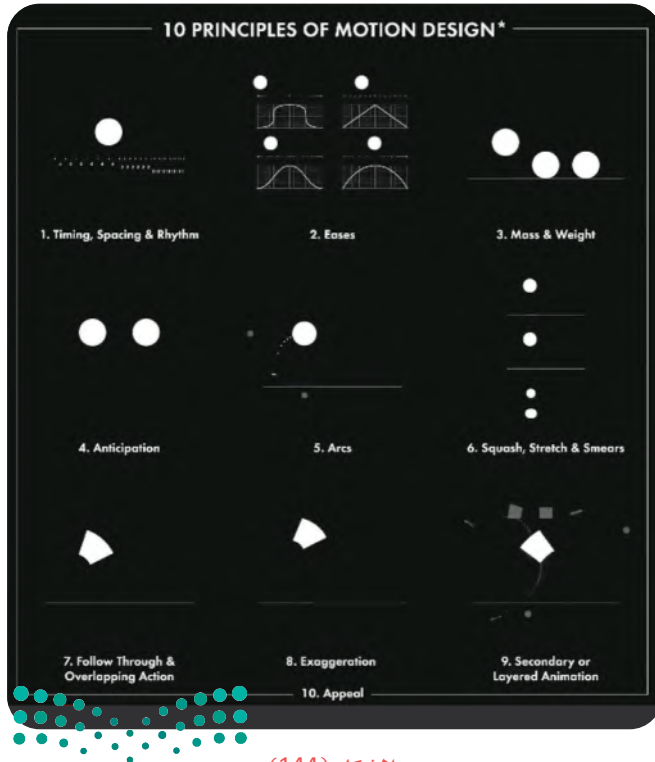 10 PRINCIPLES OF MOTION DESIGN*
1. Timing, Spacing & Rhythm
2. Eases
3. Mass & Weight
4. Anticipation
5. Arcs
6. Squash, Stretch & Smears
7. Follow Through &
Overlapping Action
8. Exaggeration
9. Secondary or
Layered Animation
10. Appeal
(144)